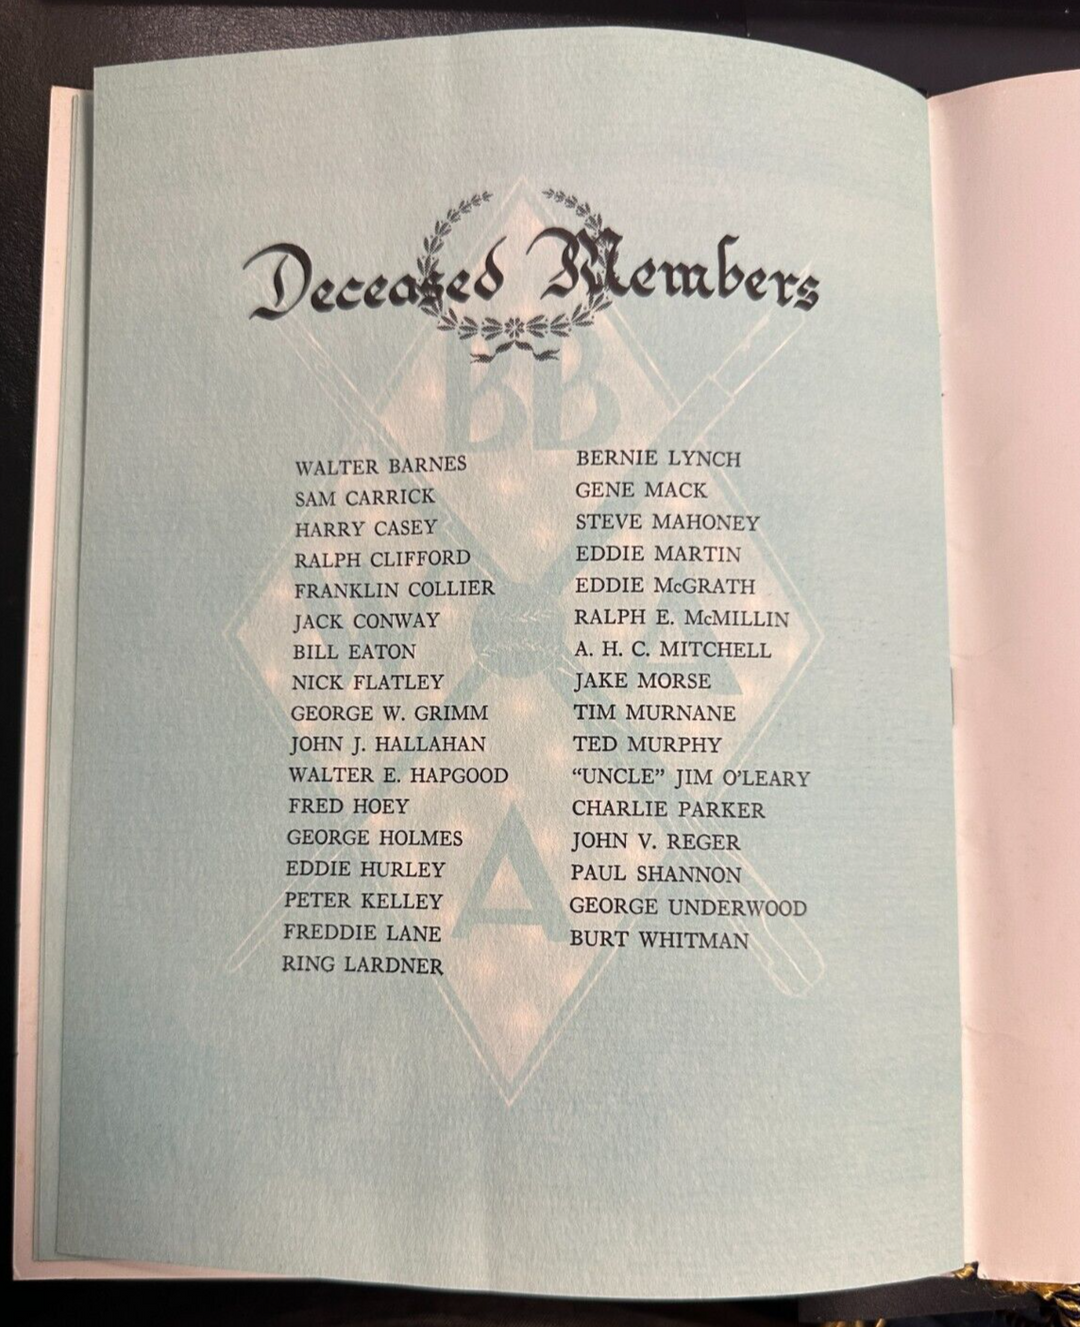 Deceased Members
BB
A
A
WALTER BARNES
SAM CARRICK
HARRY CASEY
RALPH CLIFFORD
FRANKLIN COLLIER
JACK CONWAY
BILL EATON
NICK FLATLEY
GEORGE W. GRIMM
JOHN J. HALLAHAN
WALTER E. HAPGOOD
FRED HOEY
GEORGE HOLMES
EDDIE HURLEY
PETER KELLEY
FREDDIE LANE
RING LARDNER
BERNIE LYNCH
GENE MACK
STEVE MAHONEY
EDDIE MARTIN
EDDIE McGRATH
RALPH E. McMILLIN
A. H. C. MITCHELL
JAKE MORSE
TIM MURNANE
TED MURPHY
“UNCLE” JIM O’LEARY
CHARLIE PARKER
JOHN V. REGER
PAUL SHANNON
GEORGE UNDERWOOD
BURT WHITMAN